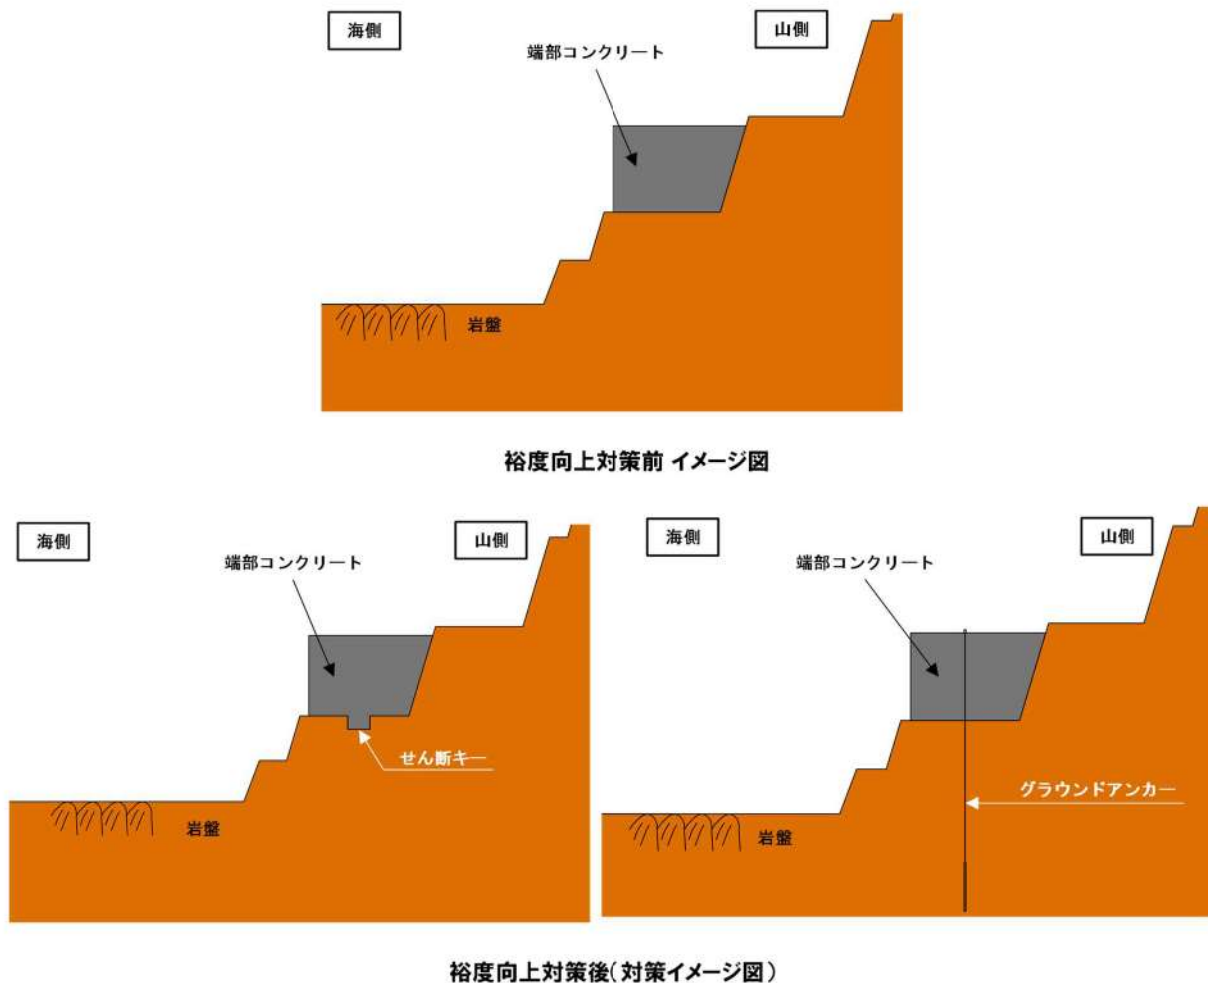 海側
山側
端部コンクリート
岩盤
裕度向上対策前 イメージ図
海側
山側
端部コンクリート
せん断キー
岩盤
海側
山側
端部コンクリート
グラウンドアンカー
岩盤
裕度向上対策後(対策イメージ図)